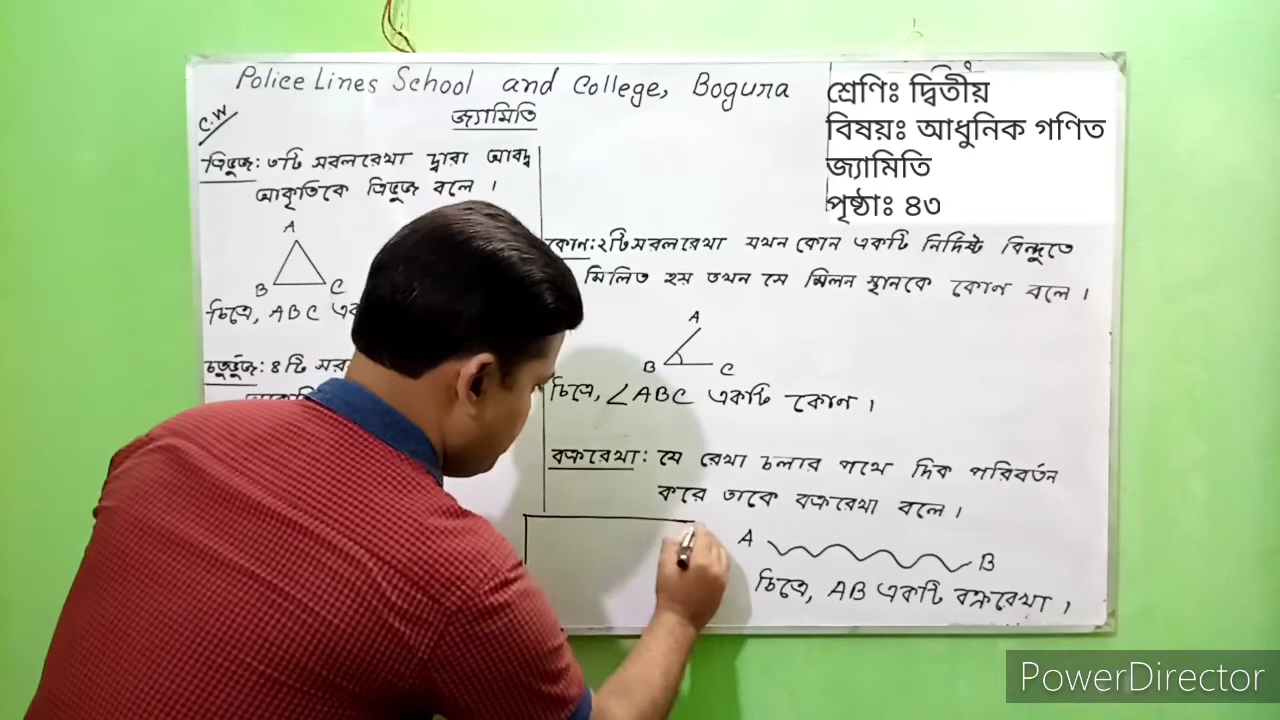 Police Lines School and College, Bogura
শ্রেণিঃ দ্বিতীয়
বিষয়ঃ আধুনিক গণিত
জ্যামিতি
পৃষ্ঠাঃ ৪৩
C.W
জ্যামিতি
ত্রিভুজ: ৩টি সরলরেখা দ্বারা আবদ্ধ
আকৃতিকে ত্রিভুজ বলে ।
A
B C
চিত্রে, ABC
চতুর্ভুজ: ৪টি
কোন: ২টি সরলরেখা যখন কোন একটি নির্দিষ্ট বিন্দুতে
মিলিত হয় তখন সে মিলন স্থানকে কোণ বলে ।
A
B C
চিত্রে, ∠ABC একটি কোণ ।
বক্ররেখা: যে রেখা চলার পথে দিক পরিবর্তন
করে তাকে বক্ররেখা বলে ।
A B
চিত্রে, AB একটি বক্ররেখা ।
PowerDirector